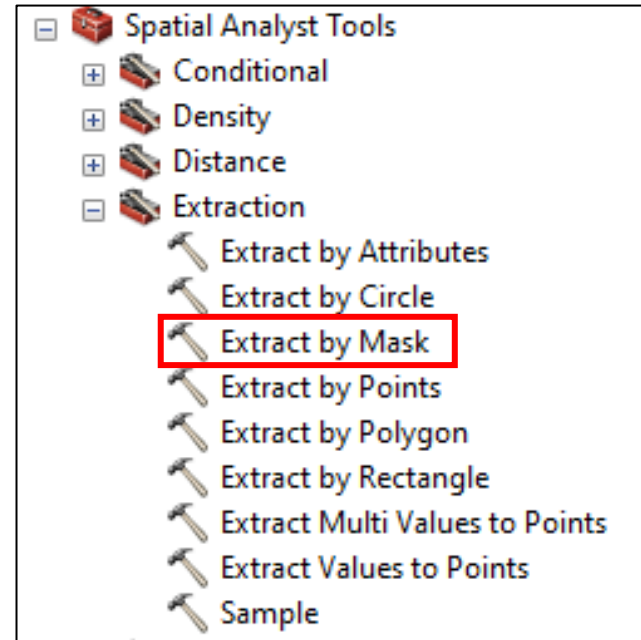 Spatial Analyst Tools
Conditional
Density
Distance
Extraction
Extract by Attributes
Extract by Circle
Extract by Mask
Extract by Points
Extract by Polygon
Extract by Rectangle
Extract Multi Values to Points
Extract Values to Points
Sample